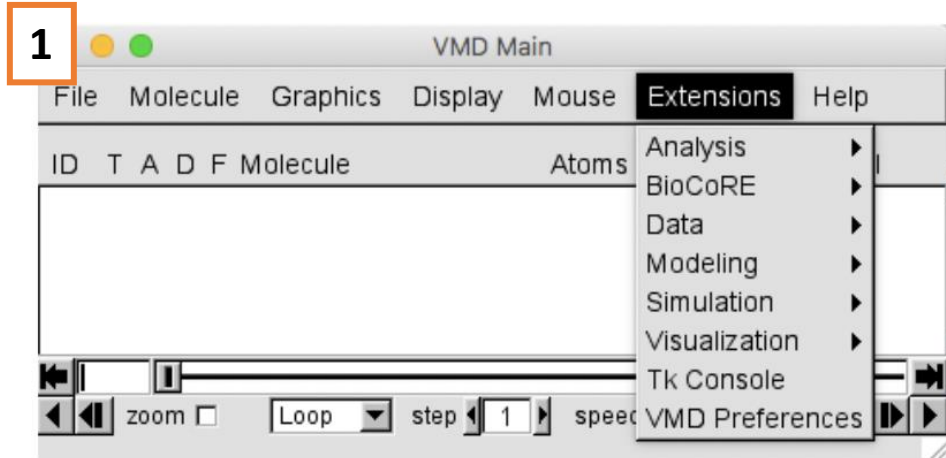 1
VMD Main
File Molecule Graphics Display Mouse Extensions Help
ID T A D F Molecule Atoms
Analysis
BioCoRE
Data
Modeling
Simulation
Visualization
Tk Console
VMD Preferences
zoom Loop step 1